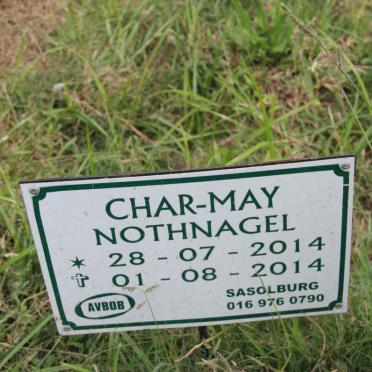 CHAR-MAY
NOTHNAGEL
28 - 07 - 2014
01 - 08 - 2014
AVBOB
SASOLBURG
016 976 0790